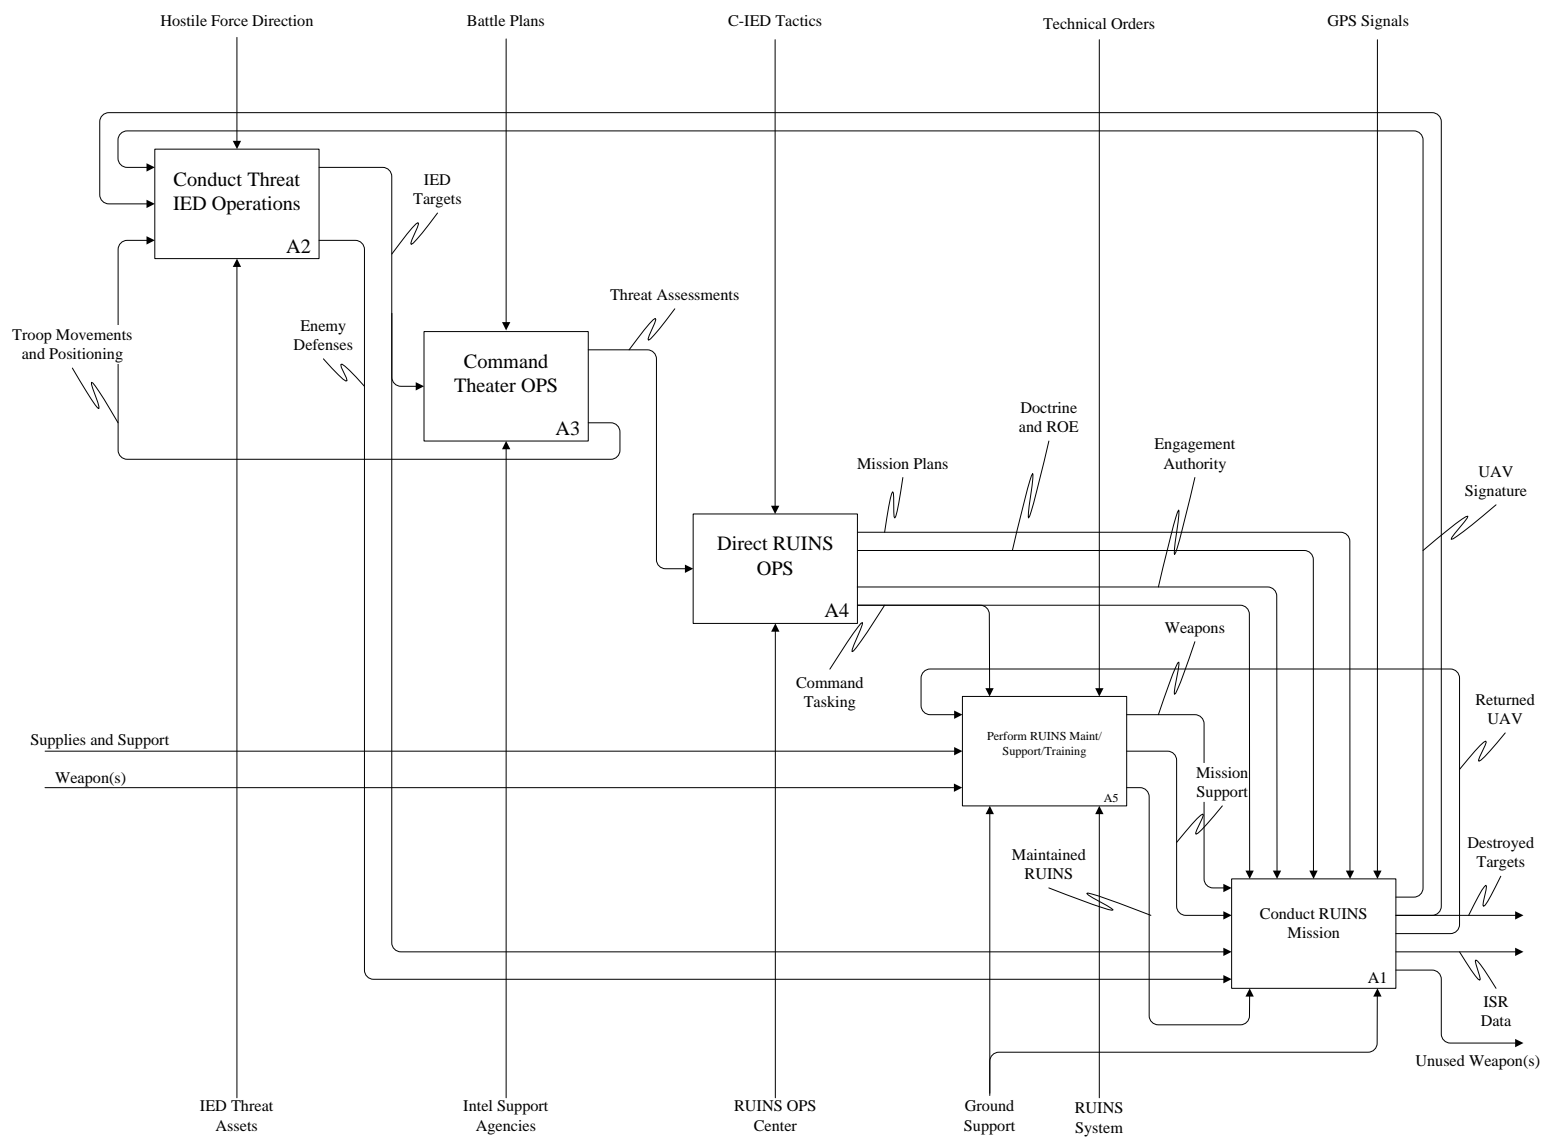 Hostile Force Direction
Battle Plans
C-IED Tactics
Technical Orders
GPS Signals
Conduct Threat
IED Operations
A2
IED
Targets
Troop Movements
and Positioning
Enemy
Defenses
Threat Assessments
Command
Theater OPS
A3
Mission Plans
Doctrine
and ROE
Engagement
Authority
UAV
Signature
Direct RUINS
OPS
A4
Command
Tasking
Weapons
Returned
UAV
Supplies and Support
Weapon(s)
Perform RUINS Maint/
Support/Training
A5
Mission
Support
Maintained
RUINS
Destroyed
Targets
Conduct RUINS
Mission
A1
ISR
Data
Unused Weapon(s)
IED Threat
Assets
Intel Support
Agencies
RUINS OPS
Center
Ground
Support
RUINS
System